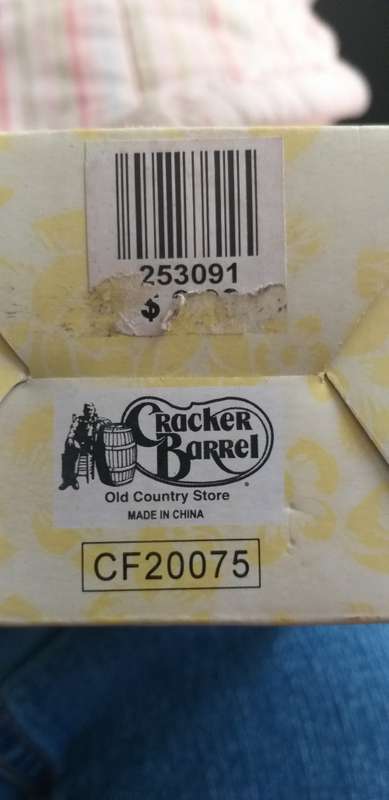 253091
$
Cracker
Barrel
Old Country Store
MADE IN CHINA
CF20075